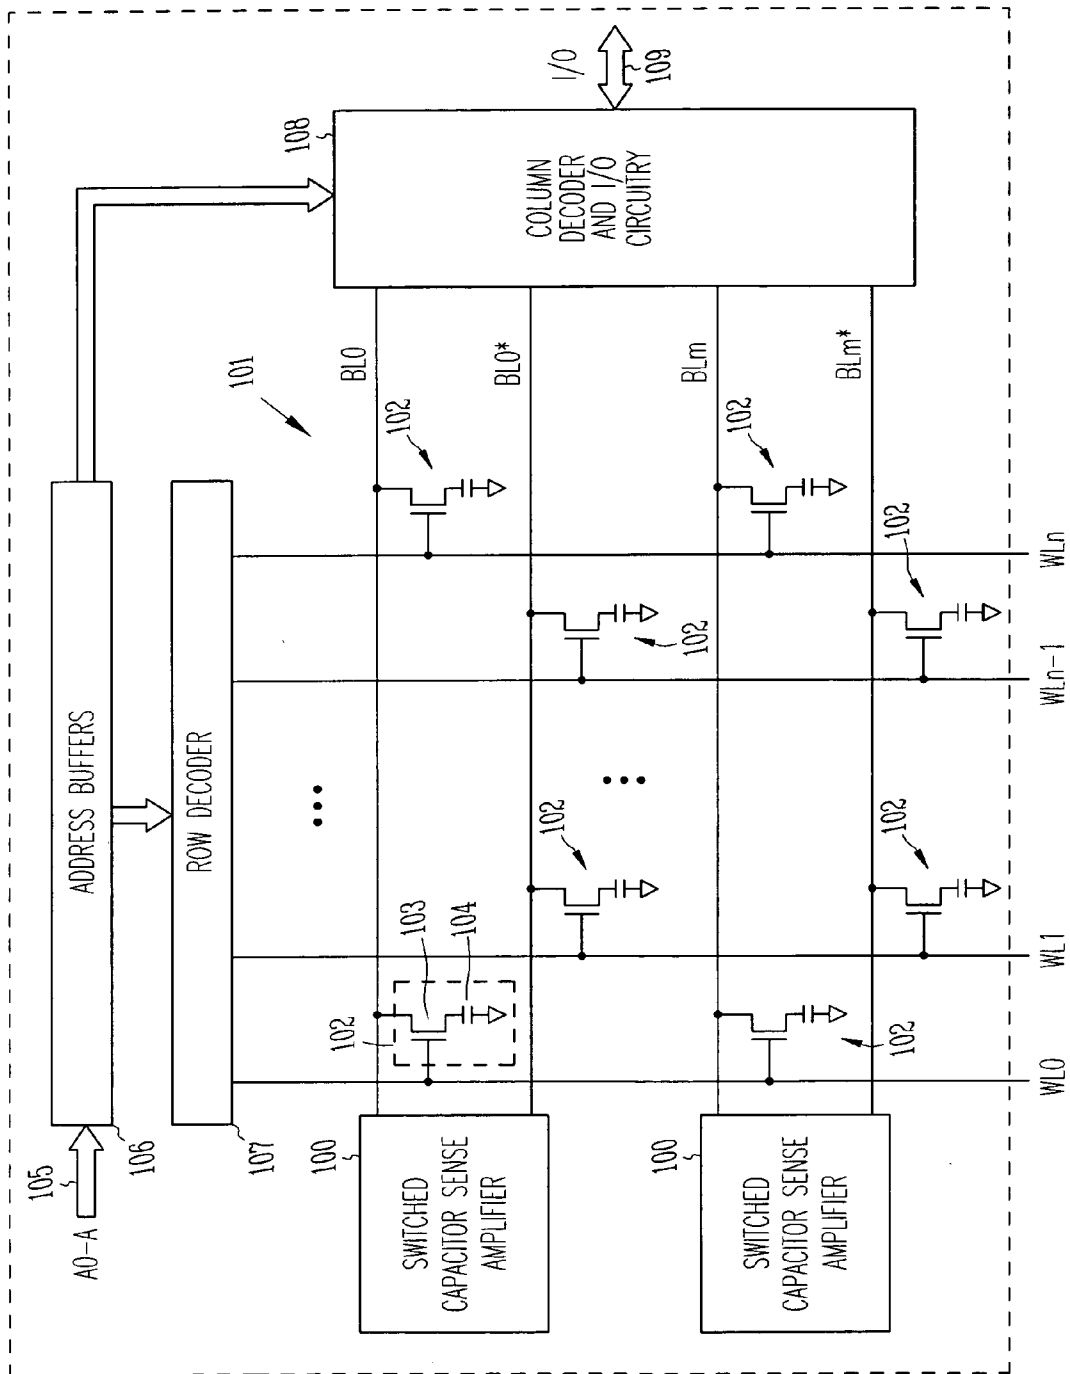 A0-A
105
ADDRESS BUFFERS
106
ROW DECODER
107
101
108
COLUMN
DECODER
AND I/O
CIRCUITRY
I/O
109
100
SWITCHED
CAPACITOR SENSE
AMPLIFIER
102
103
104
BL0
102
102
BL0*
102
102
100
SWITCHED
CAPACITOR SENSE
AMPLIFIER
102
BLm
102
102
BLm*
102
WL0
WL1
WLn-1
WLn